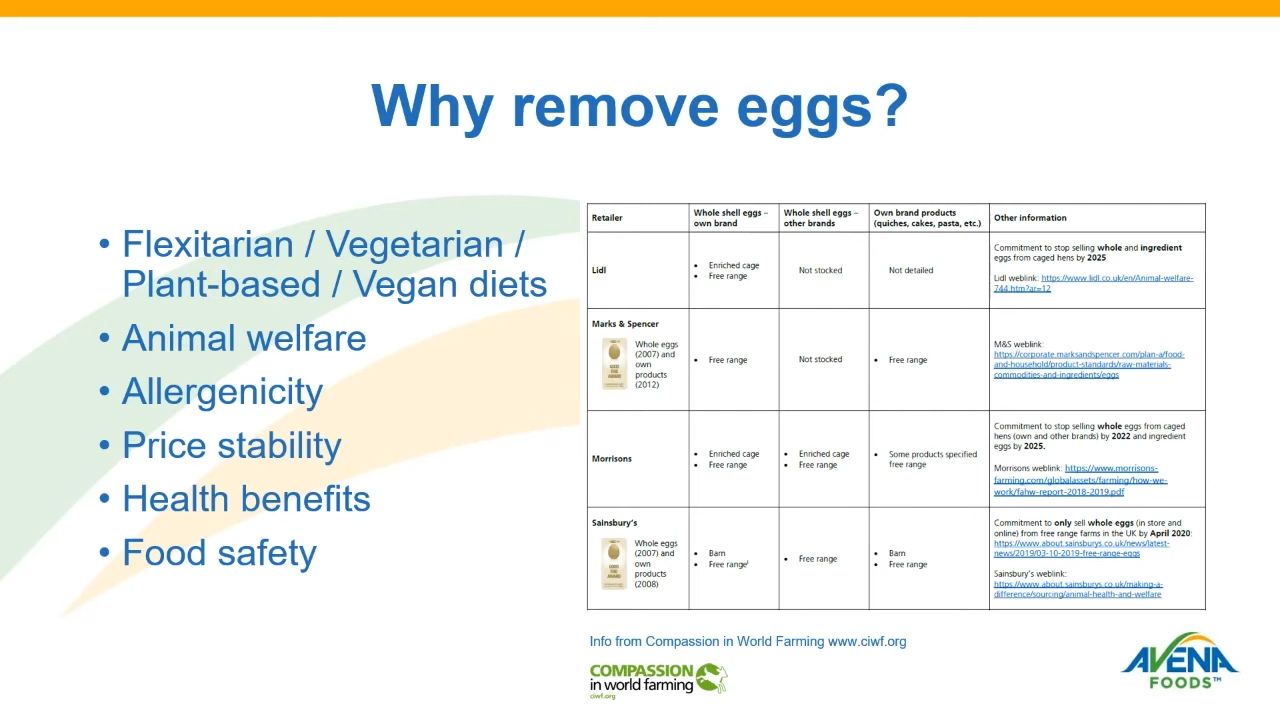 Why remove eggs?
• Flexitarian / Vegetarian /
Plant-based / Vegan diets
• Animal welfare
• Allergenicity
• Price stability
• Health benefits
• Food safety
Retailer
Whole shell eggs –
own brand
Whole shell eggs –
other brands
Own brand products
(quiches, cakes, pasta, etc.)
Other information
Lidl
• Enriched cage
• Free range
Not stocked
Not detailed
Commitment to stop selling whole and ingredient
eggs from caged hens by 2025
Lidl weblink: https://www.lidl.co.uk/en/Animal-welfare-
744.htm?ar=12
Marks & Spencer
Whole eggs
(2007) and
own
products
(2012)
• Free range
Not stocked
• Free range
M&S weblink:
https://corporate.marksandspencer.com/plan-a/food-
and-household/product-standards/raw-materials-
commodities-and-ingredients/eggs
Morrisons
• Enriched cage
• Free range
• Enriched cage
• Free range
• Some products specified
free range
Commitment to stop selling whole eggs from caged
hens (own and other brands) by 2022 and ingredient
eggs by 2025.
Morrisons weblink: https://www.morrisons-
farming.com/globalassets/farming/how-we-
work/fahw-report-2018-2019.pdf
Sainsbury's
Whole eggs
(2007) and
own
products
(2008)
• Barn
• Free range
• Free range
• Barn
• Free range
Commitment to only sell whole eggs (in store and
online) from free range farms in the UK by April 2020:
https://www.about.sainsburys.co.uk/news/latest-
news/2019/03-10-2019-free-range-eggs
Sainsbury's weblink:
https://www.about.sainsburys.co.uk/making-a-
difference/sourcing/animal-health-and-welfare
Info from Compassion in World Farming www.ciwf.org
COMPASSION
in world farming
ciwf.org
AVENA
FOODS™